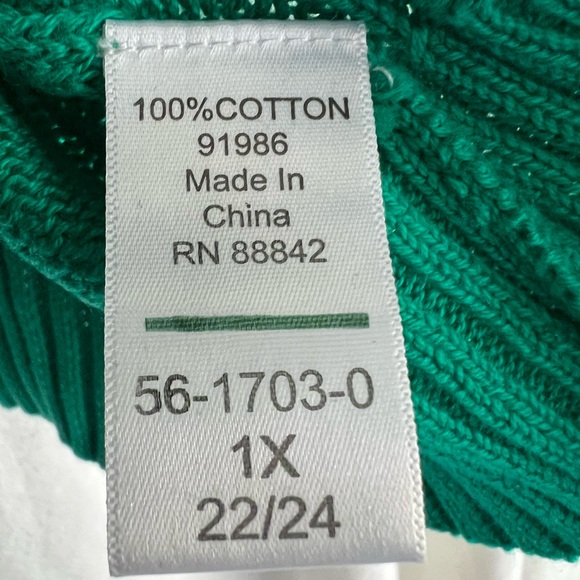 100%COTTON
91986
Made In
China
RN 88842
56-1703-0
1X
22/24